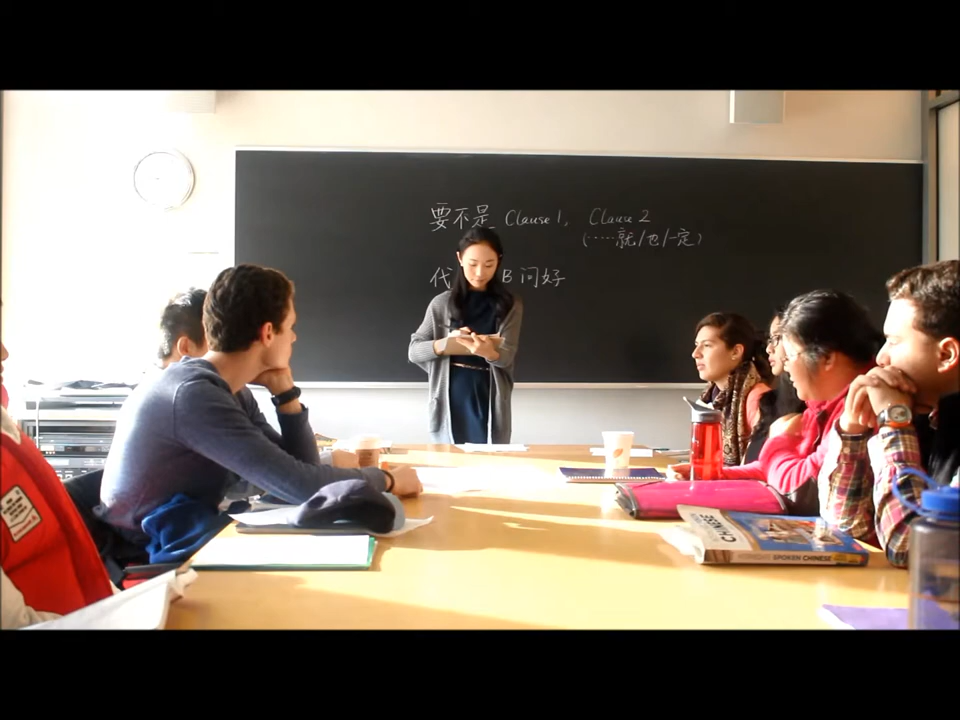 要不是 Clause 1, Clause 2
(……就/也/一定)
代 B 问好
CHINESE
SPOKEN CHINESE